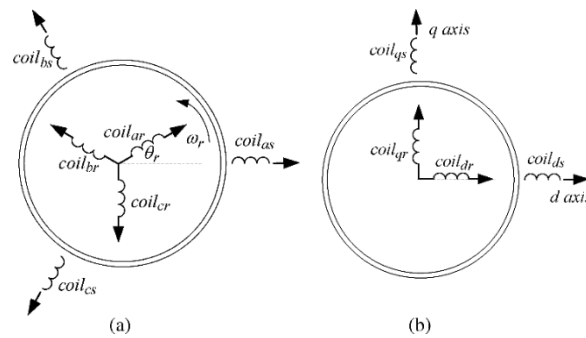 coil_bs
coil_ar
coil_br
θ_r
ω_r
coil_as
coil_cr
coil_cs
(a)
q axis
coil_qs
coil_qr
coil_dr
coil_ds
d axis
(b)